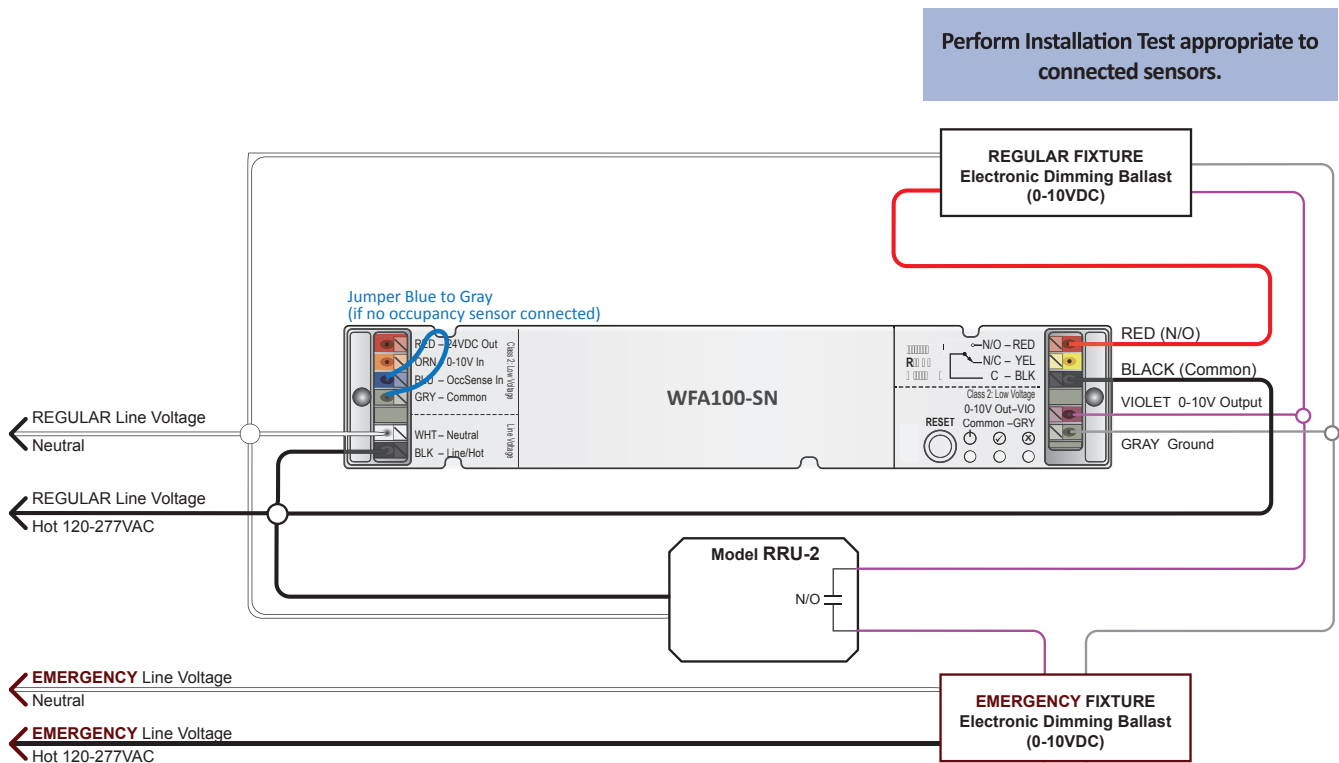 Perform Installation Test appropriate to
connected sensors.
REGULAR FIXTURE
Electronic Dimming Ballast
(0-10VDC)
Jumper Blue to Gray
(if no occupancy sensor connected)
RED – 24VDC Out
ORN – 0-10V In
BLU – OccSense In
GRY – Common
Class 2: Low Voltage
WHT – Neutral
BLK – Line/Hot
Line Voltage
WFA100-SN
N/O – RED
R
N/C – YEL
C – BLK
Class 2: Low Voltage
0-10V Out–VIO
RESET
Common –GRY
RED (N/O)
BLACK (Common)
VIOLET 0-10V Output
GRAY Ground
REGULAR Line Voltage
Neutral
REGULAR Line Voltage
Hot 120-277VAC
Model RRU-2
N/O
EMERGENCY Line Voltage
Neutral
EMERGENCY Line Voltage
Hot 120-277VAC
EMERGENCY FIXTURE
Electronic Dimming Ballast
(0-10VDC)